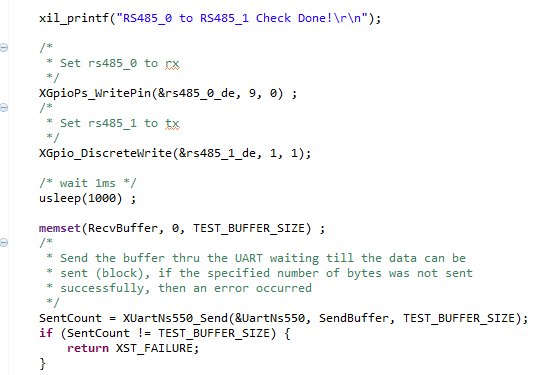 xil_printf("RS485_0 to RS485_1 Check Done!\r\n");
/*
* Set rs485_0 to rx
*/
XGpioPs_WritePin(&rs485_0_de, 9, 0) ;
/*
* Set rs485_1 to tx
*/
XGpio_DiscreteWrite(&rs485_1_de, 1, 1);
/* wait 1ms */
usleep(1000) ;
memset(RecvBuffer, 0, TEST_BUFFER_SIZE) ;
/*
* Send the buffer thru the UART waiting till the data can be
* sent (block), if the specified number of bytes was not sent
* successfully, then an error occurred
*/
SentCount = XUartNs550_Send(&UartNs550, SendBuffer, TEST_BUFFER_SIZE);
if (SentCount != TEST_BUFFER_SIZE) {
return XST_FAILURE;
}